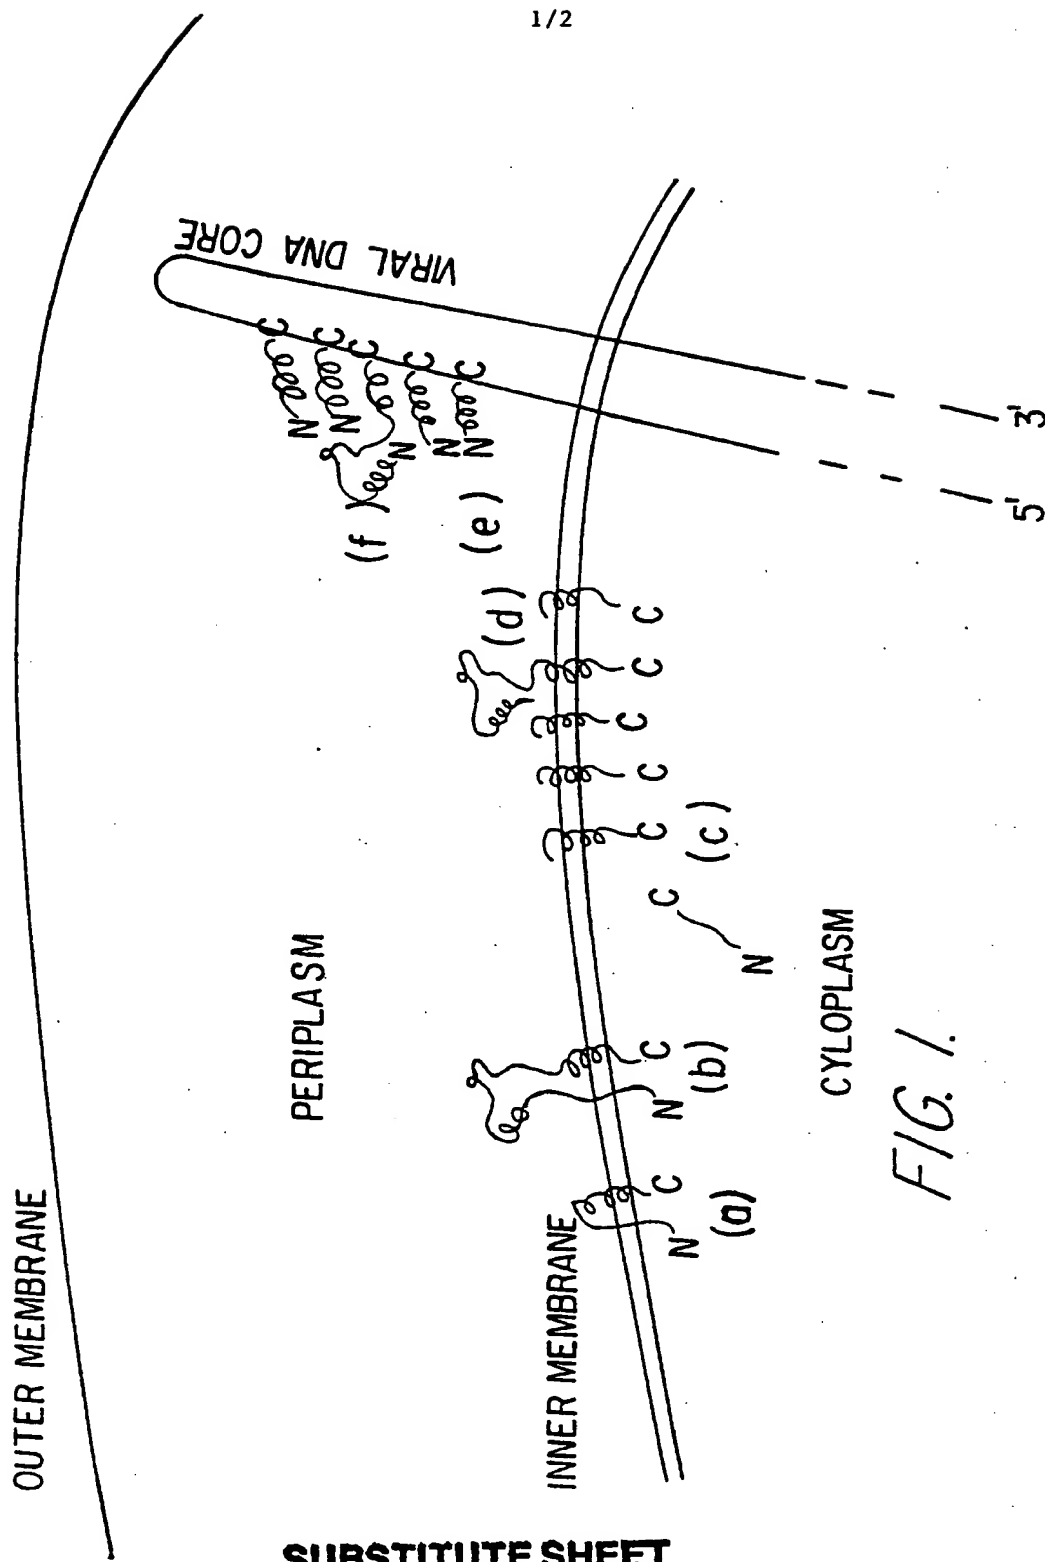 1/2
OUTER MEMBRANE
PERIPLASM
VIRAL DNA CORE
INNER MEMBRANE
N
C
(a)
N
C
(b)
N
C
C
(c)
C
C
C
C
(d)
N
C
N
C
(e)
N
C
(f)
N
C
N
C
5'
3'
CYLOPLASM
FIG. 1.
SUBSTITUTE SHEET